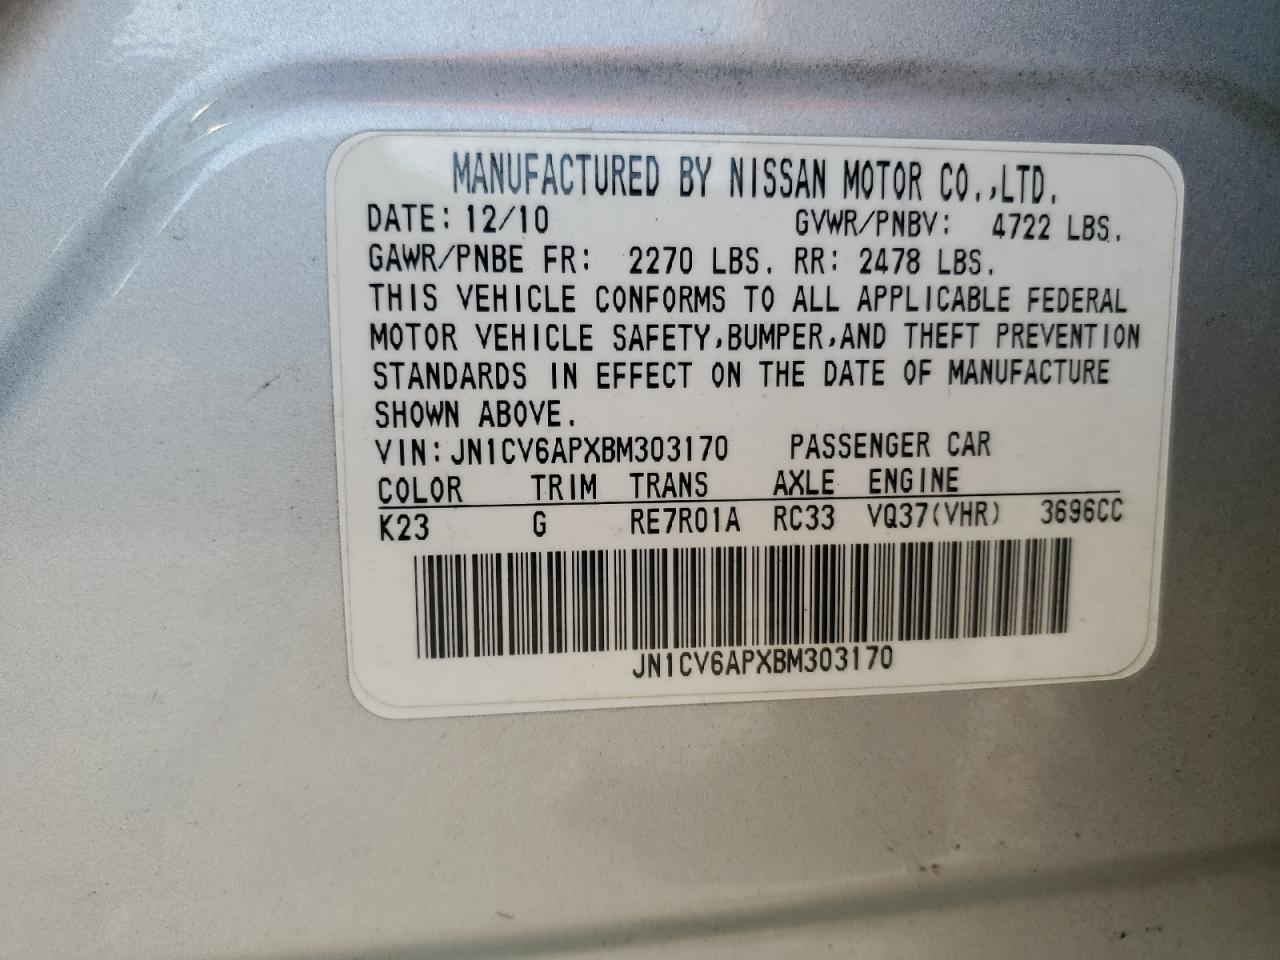 MANUFACTURED BY NISSAN MOTOR CO.,LTD.
DATE: 12/10 GVWR/PNBV: 4722 LBS.
GAWR/PNBE FR: 2270 LBS. RR: 2478 LBS.
THIS VEHICLE CONFORMS TO ALL APPLICABLE FEDERAL
MOTOR VEHICLE SAFETY,BUMPER,AND THEFT PREVENTION
STANDARDS IN EFFECT ON THE DATE OF MANUFACTURE
SHOWN ABOVE.
VIN:JN1CV6APXBM303170 PASSENGER CAR
COLOR TRIM TRANS AXLE ENGINE
K23 G RE7R01A RC33 VQ37(VHR) 3696CC
JN1CV6APXBM303170